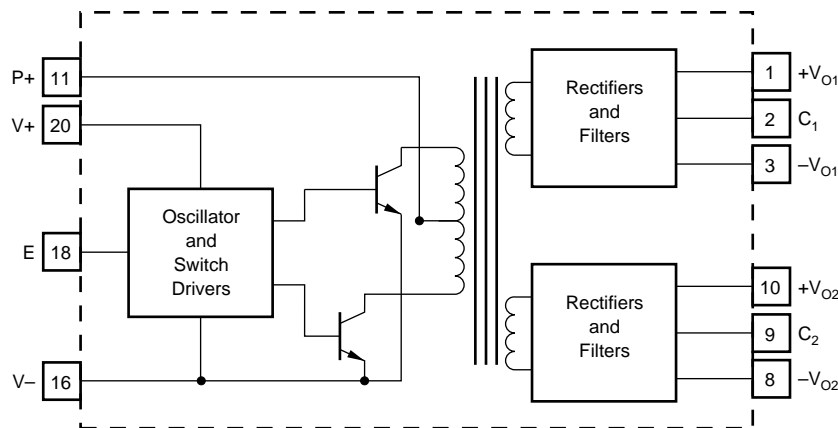 P+ 11
V+ 20
E 18
V– 16
Oscillator
and
Switch
Drivers
Rectifiers
and
Filters
1 +VO1
2 C1
3 –VO1
Rectifiers
and
Filters
10 +VO2
9 C2
8 –VO2